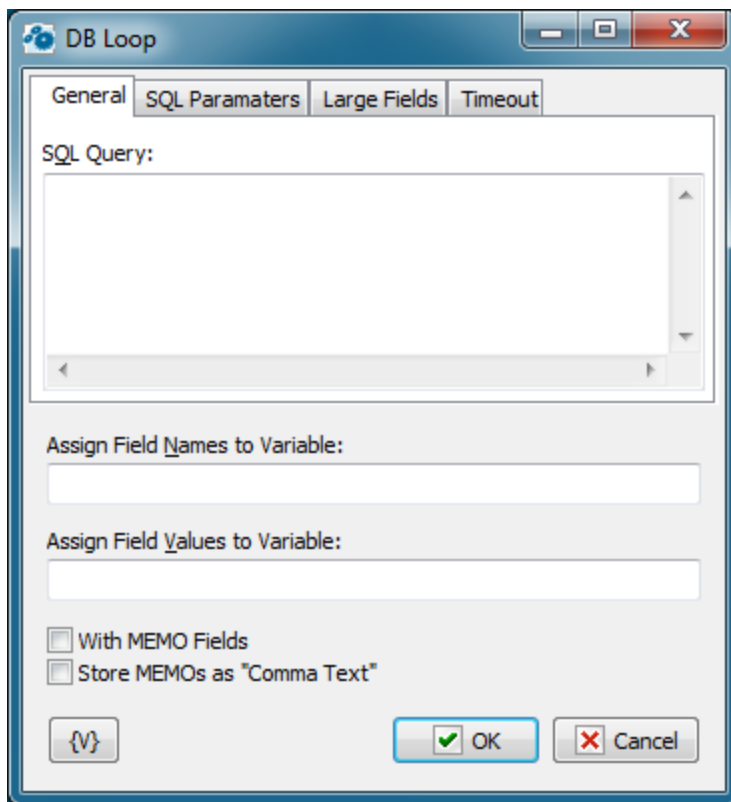 DB Loop
General SQL Paramaters Large Fields Timeout
SQL Query:
Assign Field Names to Variable:
Assign Field Values to Variable:
With MEMO Fields
Store MEMOs as "Comma Text"
{V} OK Cancel